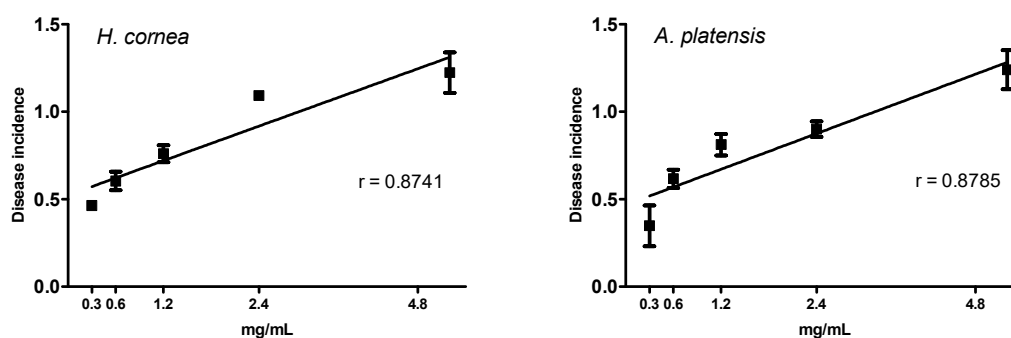 H. cornea
Disease incidence
1.5
1.0
0.5
0.0
r = 0.8741
0.3 0.6 1.2 2.4 4.8
mg/mL
A. platensis
Disease incidence
1.5
1.0
0.5
0.0
r = 0.8785
0.3 0.6 1.2 2.4 4.8
mg/mL